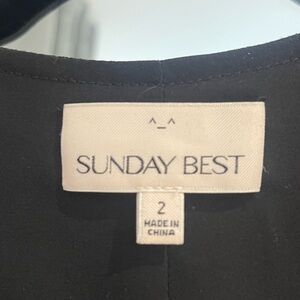 ^_^
SUNDAY BEST
2
MADE IN
CHINA